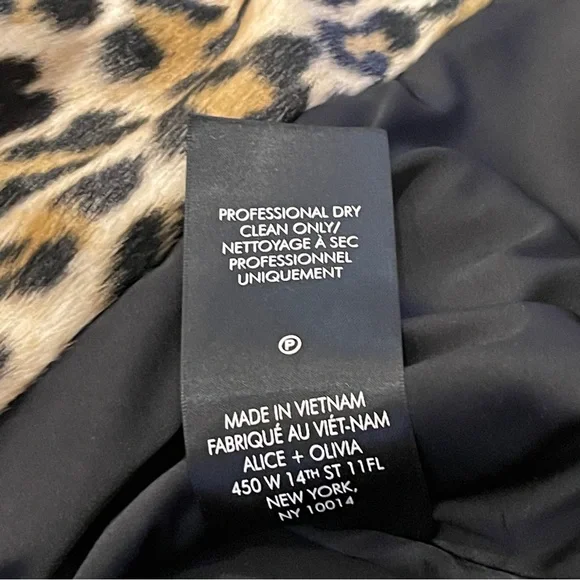 PROFESSIONAL DRY
CLEAN ONLY/
NETTOYAGE À SEC
PROFESSIONNEL
UNIQUEMENT
P
MADE IN VIETNAM
FABRIQUÉ AU VIÊT-NAM
ALICE + OLIVIA
450 W 14TH ST 11FL
NEW YORK,
NY 10014